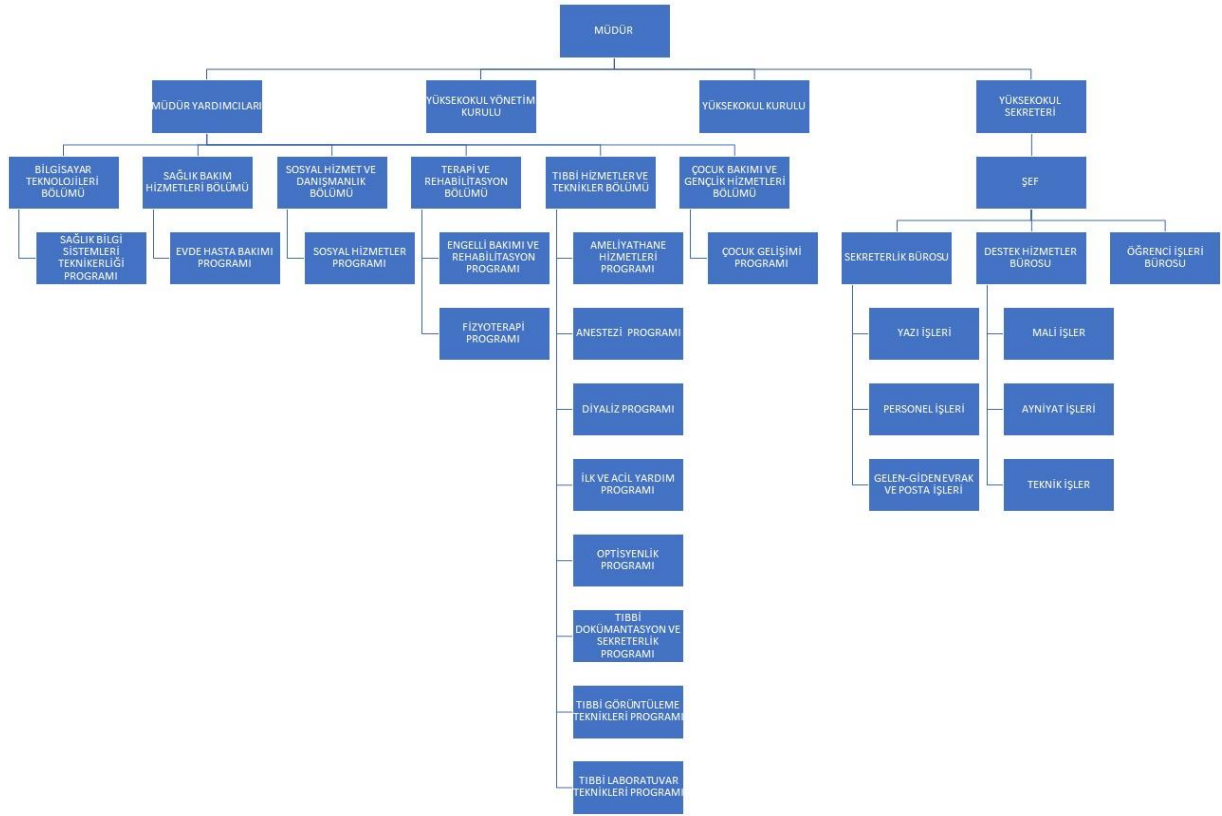 MÜDÜR
MÜDÜR YARDIMCILARI
YÜKSEKOKUL YÖNETİM
KURULU
YÜKSEKOKUL KURULU
YÜKSEKOKUL
SEKRETERİ
BİLGİSAYAR
TEKNOLOJİLERİ
BÖLÜMÜ
SAĞLIK BAKIM
HİZMETLERİ BÖLÜMÜ
SOSYAL HİZMET VE
DANIŞMANLIK
BÖLÜMÜ
TERAPİ VE
REHABİLİTASYON
BÖLÜMÜ
TIBBİ HİZMETLER VE
TEKNİKLER BÖLÜMÜ
ÇOCUK BAKIMI VE
GENÇLİK HİZMETLERİ
BÖLÜMÜ
ŞEF
SAĞLIK BİLGİ
SİSTEMLERİ
TEKNİKERLİĞİ
PROGRAMI
EVDE HASTA BAKIMI
PROGRAMI
SOSYAL HİZMETLER
PROGRAMI
ENGELLİ BAKIMI VE
REHABİLİTASYON
PROGRAMI
AMELİYATHANE
HİZMETLERİ
PROGRAMI
ÇOCUK GELİŞİMİ
PROGRAMI
SEKRETERLİK BÜROSU
DESTEK HİZMETLER
BÜROSU
ÖĞRENCİ İŞLERİ
BÜROSU
FİZYOTERAPİ
PROGRAMI
ANESTEZİ PROGRAMI
YAZI İŞLERİ
MALİ İŞLER
DİYALİZ PROGRAMI
PERSONEL İŞLERİ
AYNİYAT İŞLERİ
İLK VE ACİL YARDIM
PROGRAMI
GELEN-GİDEN EVRAK
VE POSTA İŞLERİ
TEKNİK İŞLER
OPTİSYENLİK
PROGRAMI
TIBBİ
DOKÜMANTASYON VE
SEKRETERLİK
PROGRAMI
TIBBİ GÖRÜNTÜLEME
TEKNİKLERİ PROGRAMI
TIBBİ LABORATUVAR
TEKNİKLERİ PROGRAMI